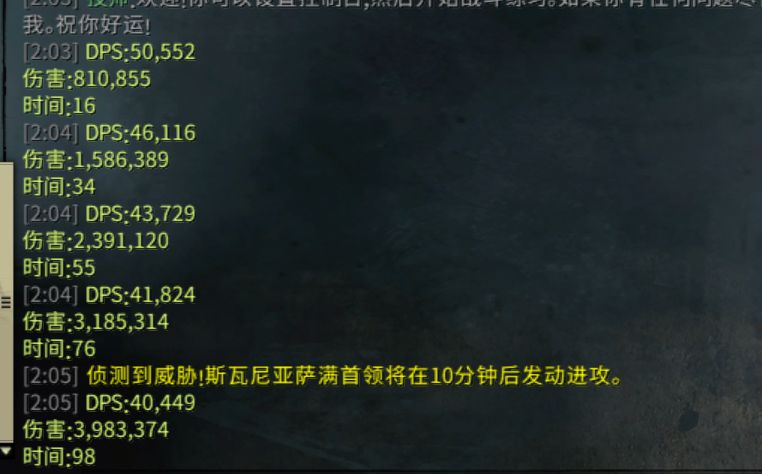 我。祝你好运!
[2:03] DPS:50,552
伤害:810,855
时间:16
[2:04] DPS:46,116
伤害:1,586,389
时间:34
[2:04] DPS:43,729
伤害:2,391,120
时间:55
[2:04] DPS:41,824
伤害:3,185,314
时间:76
[2:05] 侦测到威胁!斯瓦尼亚萨满首领将在10分钟后发动进攻。
[2:05] DPS:40,449
伤害:3,983,374
时间:98